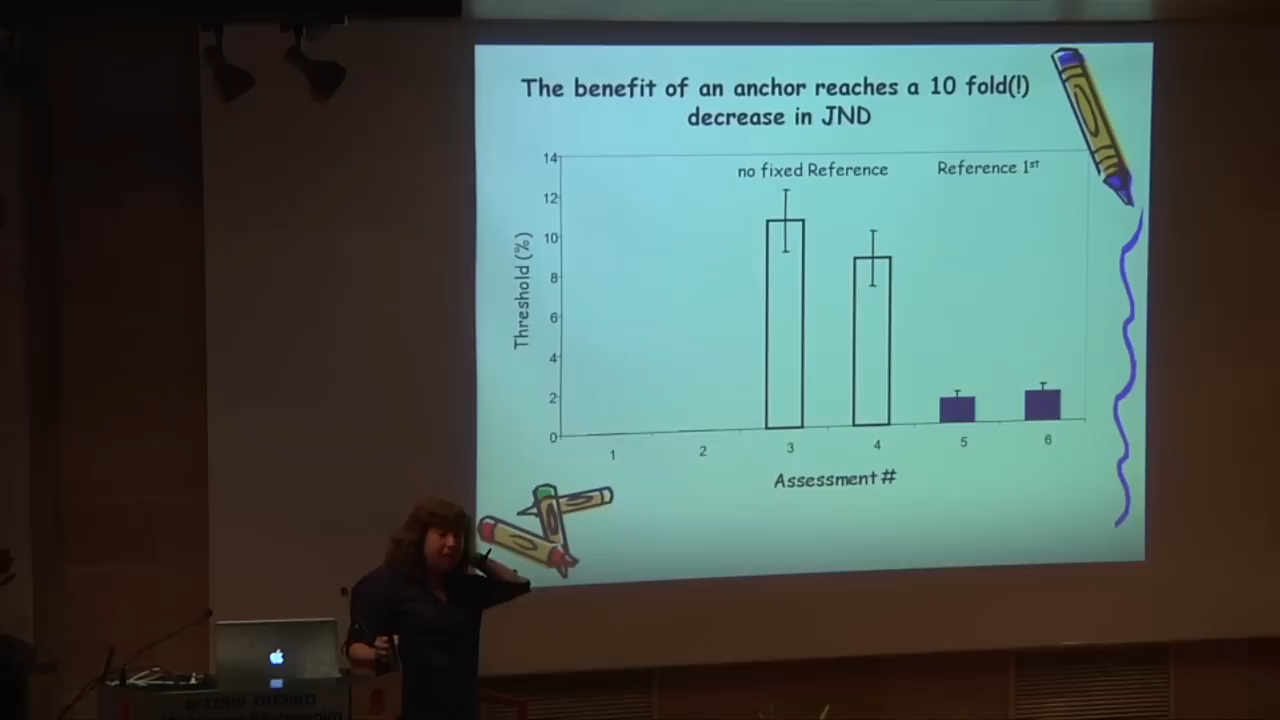 The benefit of an anchor reaches a 10 fold(!)
decrease in JND
14
no fixed Reference
Reference 1st
12
10
8
6
4
2
0
Threshold (%)
1
2
3
4
5
6
Assessment #